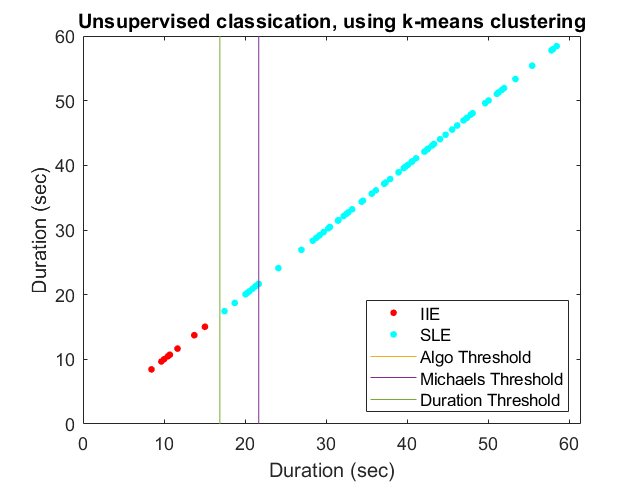 Unsupervised classication, using k-means clustering
60
50
40
30
20
10
0
Duration (sec)
IIE
SLE
Algo Threshold
Michaels Threshold
Duration Threshold
0 10 20 30 40 50 60
Duration (sec)